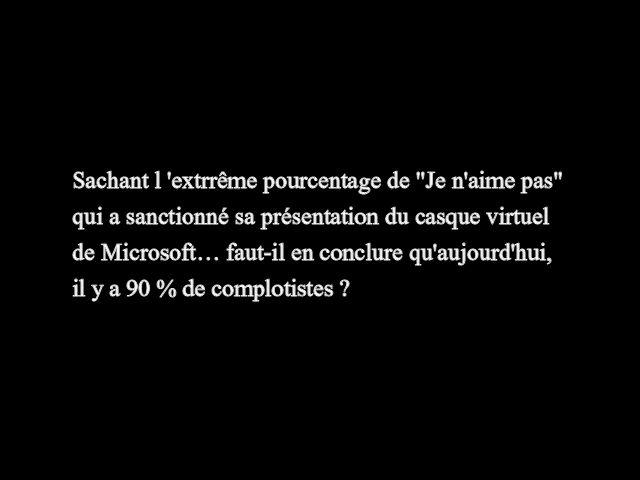 Sachant l 'extrrême pourcentage de "Je n'aime pas"
qui a sanctionné sa présentation du casque virtuel
de Microsoft… faut-il en conclure qu'aujourd'hui,
il y a 90 % de complotistes ?